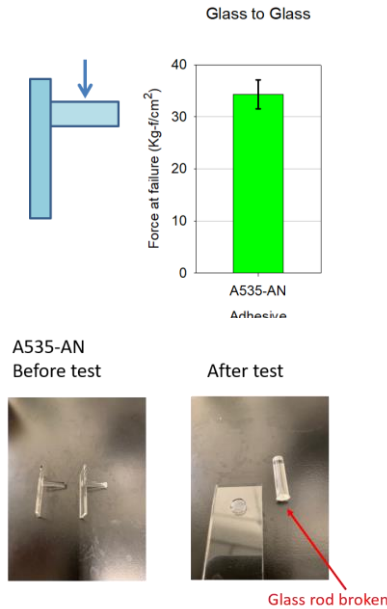 Glass to Glass
Force at failure (Kg-f/cm²)
40
30
20
10
0
A535-AN
Adhesive
A535-AN
Before test
After test
Glass rod broken